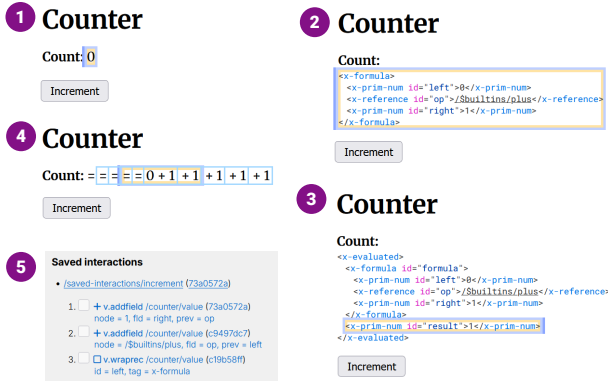 1 Counter
Count: 0
Increment
2 Counter
Count:
<x-formula>
<x-prim-num id="left">0</x-prim-num>
<x-reference id="op">/$builtins/plus</x-reference>
<x-prim-num id="right">1</x-prim-num>
</x-formula>
Increment
4 Counter
Count: = = = = = 0 + 1 + 1 + 1 + 1 + 1
Increment
3 Counter
Count:
<x-evaluated>
<x-formula id="formula">
<x-prim-num id="left">0</x-prim-num>
<x-reference id="op">/$builtins/plus</x-reference>
<x-prim-num id="right">1</x-prim-num>
</x-formula>
<x-prim-num id="result">1</x-prim-num>
</x-evaluated>
Increment
5 Saved interactions
• /saved-interactions/increment (73a0572a)
1. + v.addfield /counter/value (73a0572a)
node = 1, fld = right, prev = op
2. + v.addfield /counter/value (c9497dc7)
node = /$builtins/plus, fld = op, prev = left
3. v.wraprec /counter/value (c19b58ff)
id = left, tag = x-formula